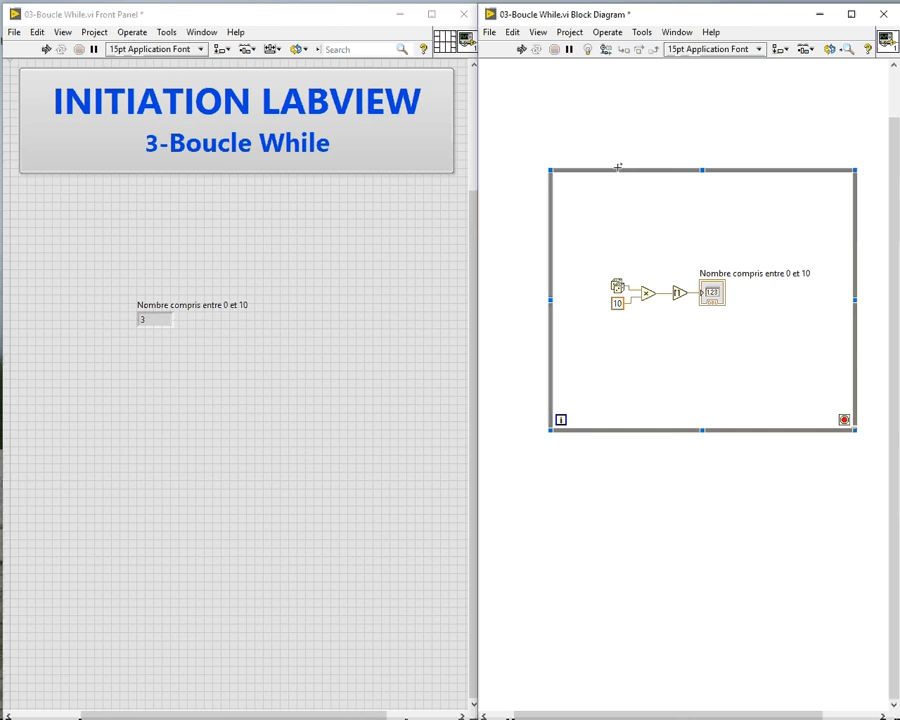 03-Boucle While.vi Front Panel *
File Edit View Project Operate Tools Window Help
15pt Application Font
Search
INITIATION LABVIEW
3-Boucle While
Nombre compris entre 0 et 10
3
03-Boucle While.vi Block Diagram *
File Edit View Project Operate Tools Window Help
15pt Application Font
Nombre compris entre 0 et 10
10
123
i